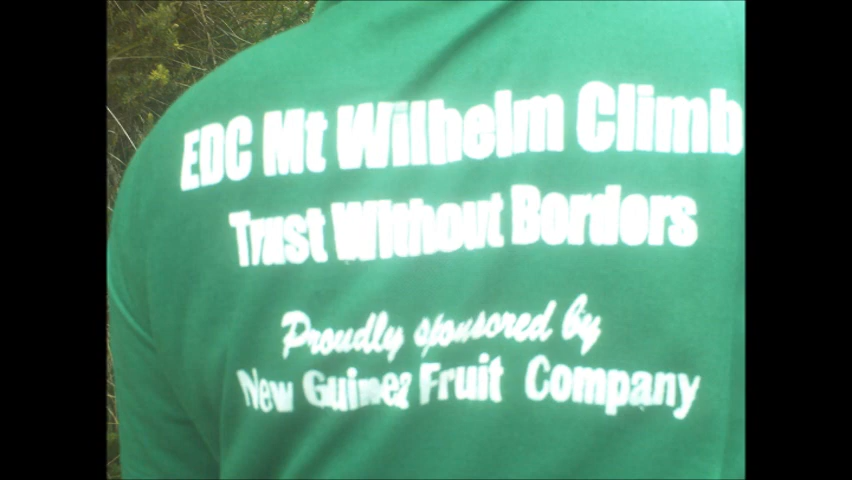 EDC Mt Wilhelm Climb
Trust Without Borders
Proudly sponsored by
New Guinea Fruit Company